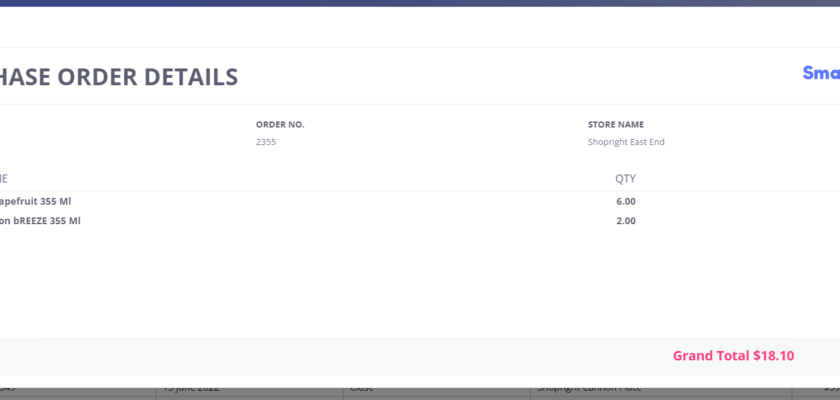 HASE ORDER DETAILS
Sma
ORDER NO.
STORE NAME
2355
Shopright East End
IE
QTY
apefruit 355 Ml
6.00
on bREEZE 355 Ml
2.00
Grand Total $18.10
15 June 2022
Close
Shopright Cannon Place